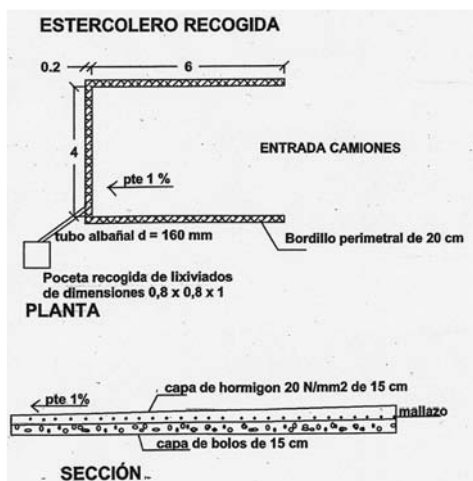 ESTERCOLERO RECOGIDA
0.2
6
4
ENTRADA CAMIONES
pte 1 %
tubo albañal d = 160 mm
Bordillo perimetral de 20 cm
Poceta recogida de lixiviados
de dimensiones 0,8 x 0,8 x 1
PLANTA
capa de hormigon 20 N/mm2 de 15 cm
pte 1%
mallazo
capa de bolos de 15 cm
SECCIÓN